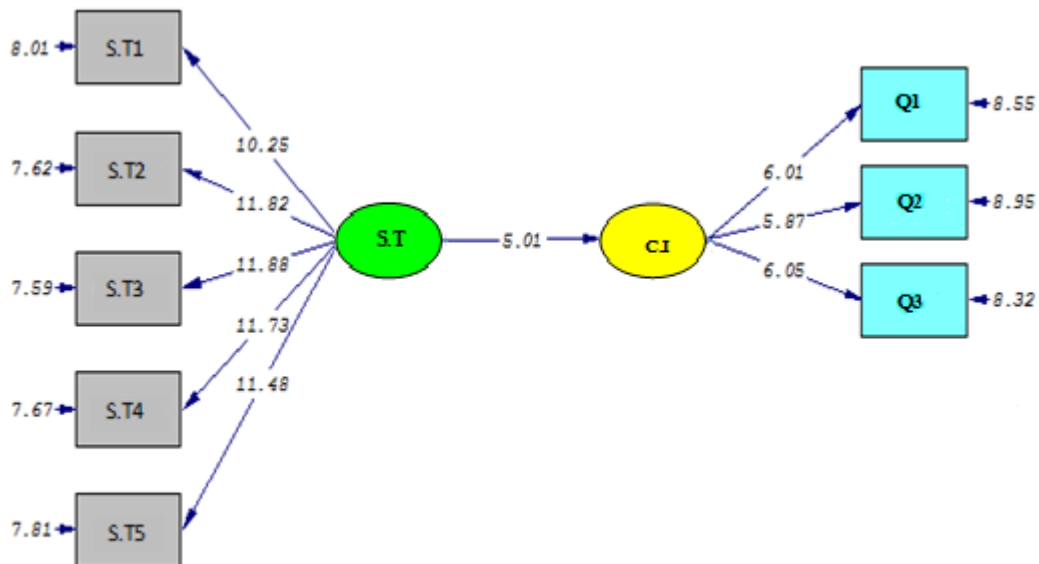 8.01 S.T1
7.62 S.T2
7.59 S.T3
7.67 S.T4
7.81 S.T5
10.25
11.82
11.88
11.73
11.48
S.T
5.01
C.I
6.01
5.87
6.05
Q1 8.55
Q2 8.95
Q3 8.32